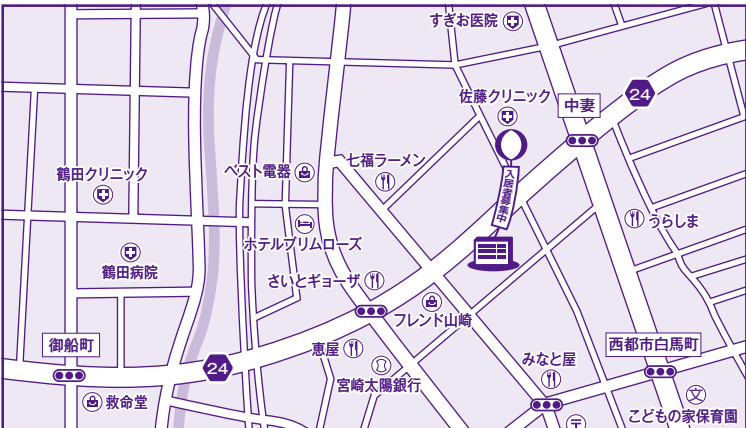 すぎお医院
佐藤クリニック
24
中妻
七福ラーメン
ベスト電器
鶴田クリニック
入居者募集中
うらしま
ホテルプリムローズ
鶴田病院
さいとギョーザ
フレンド山崎
御船町
恵屋
西都市白馬町
みなと屋
24
宮崎太陽銀行
救命堂
文
こどもの家保育園